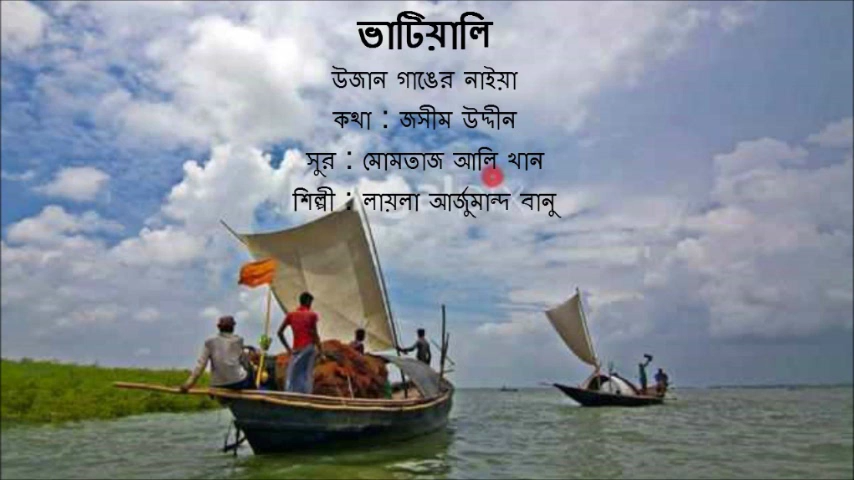 ভাটিয়ালি
উজান গাঙের নাইয়া
কথা : জসীম উদ্দীন
সুর : মোমতাজ আলি খান
শিল্পী : লায়লা আর্জুমান্দ বানু